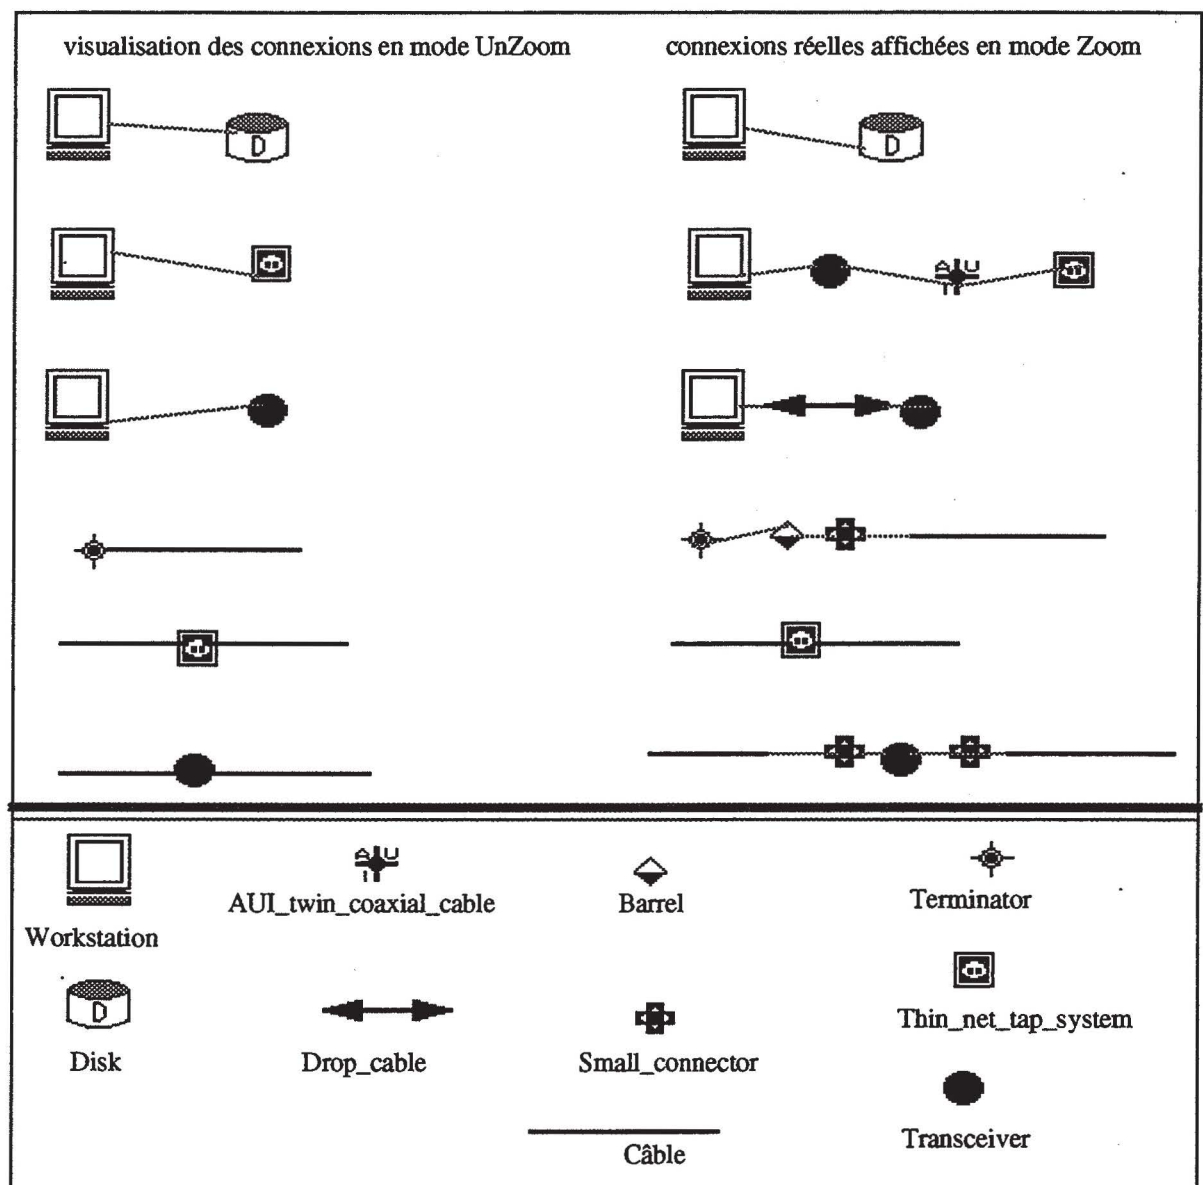 visualisation des connexions en mode UnZoom
connexions réelles affichées en mode Zoom
D
D
A U
I
A U
I
AUI_twin_coaxial_cable
Barrel
Terminator
Workstation
D
Disk
Drop_cable
Small_connector
Thin_net_tap_system
Câble
Transceiver